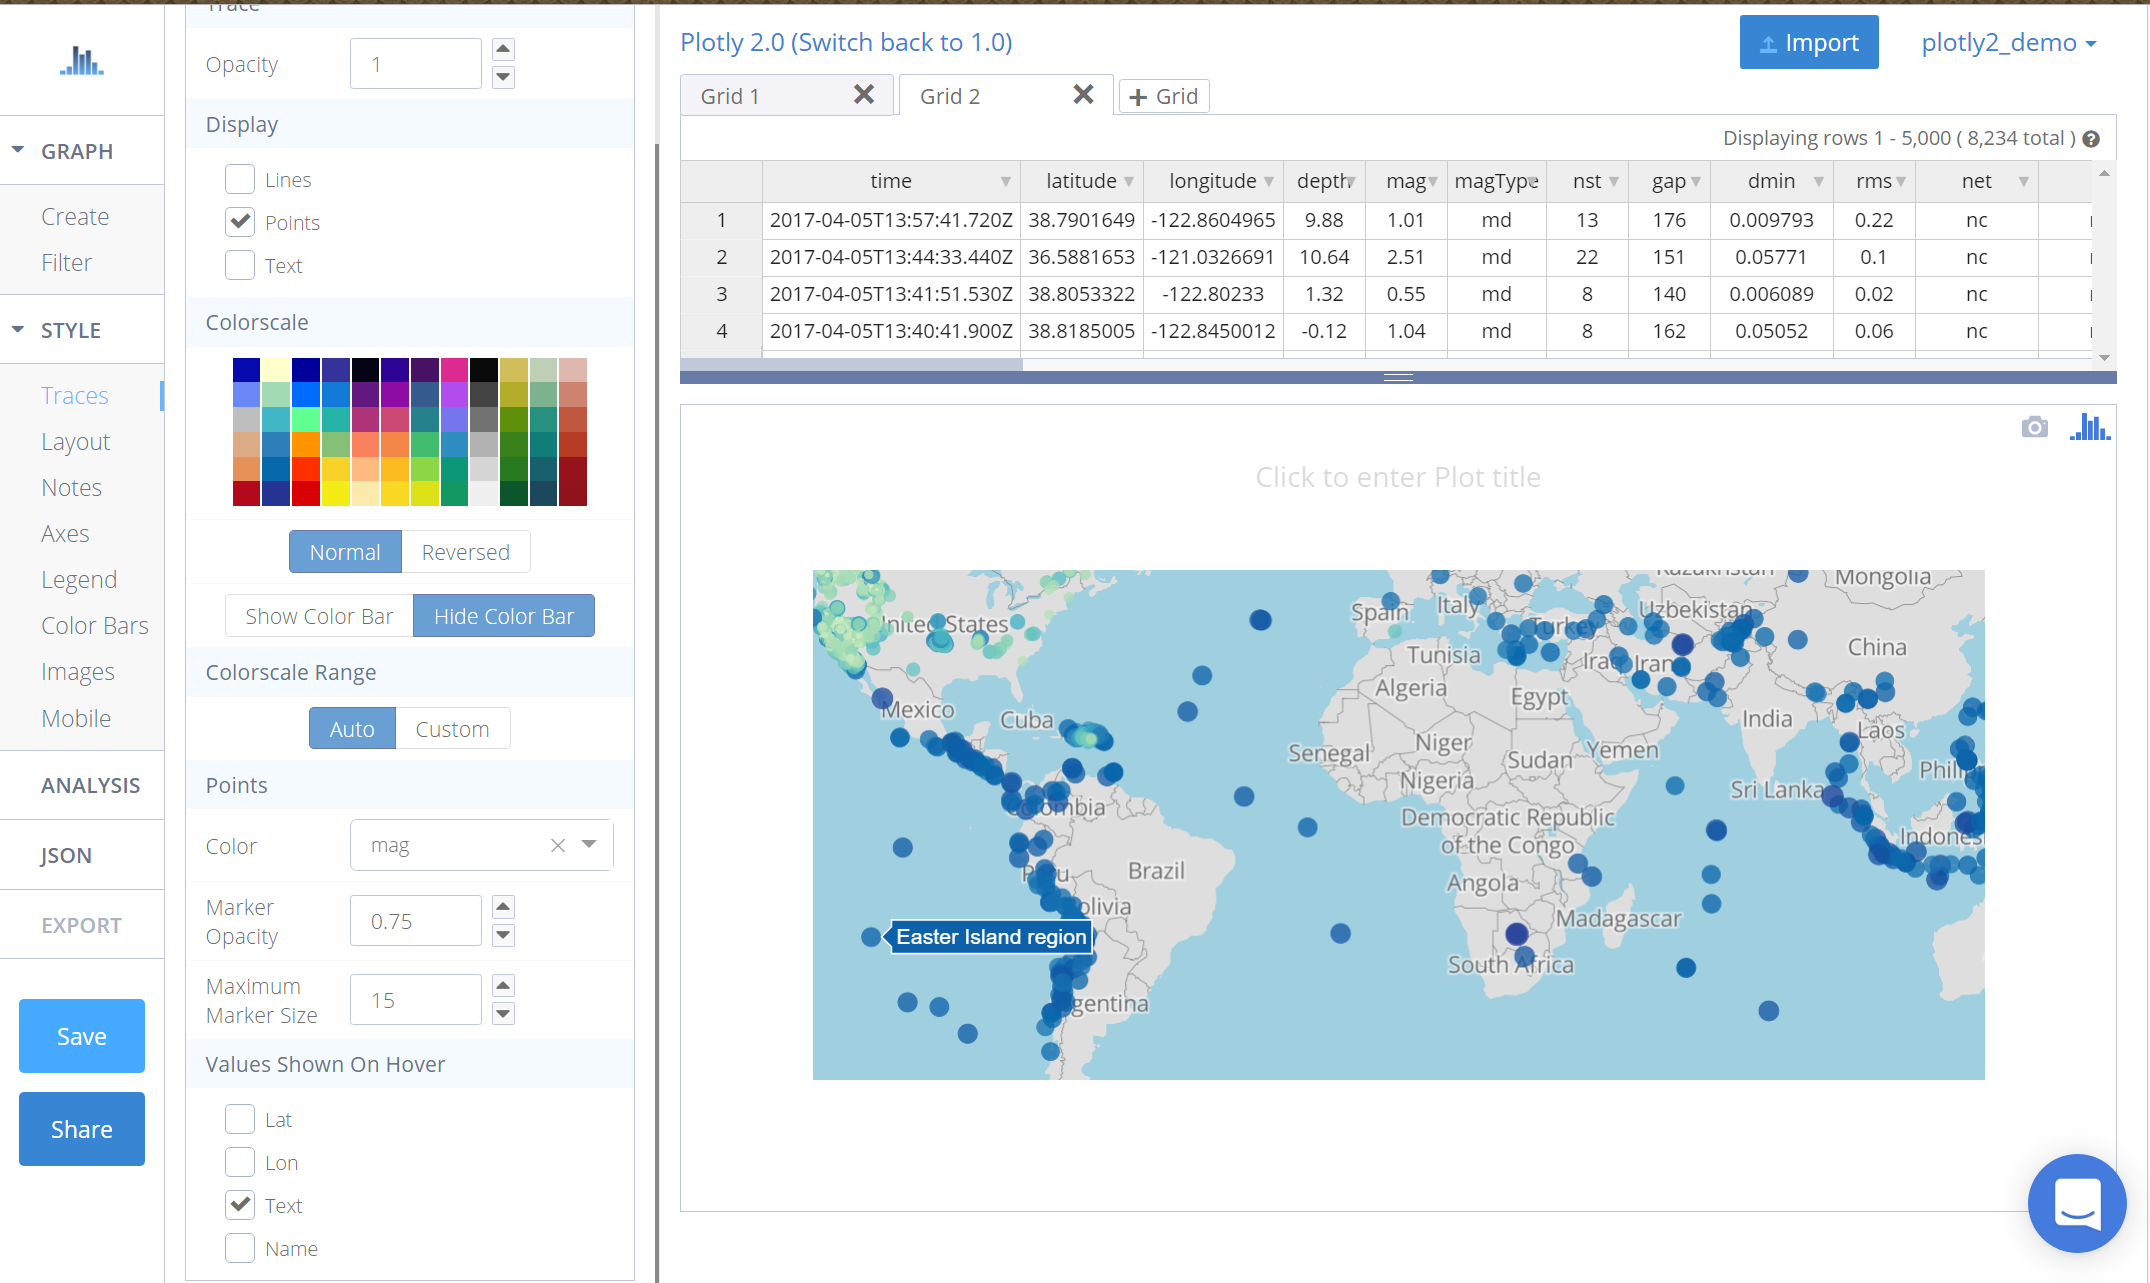 Trace
Opacity
1
Display
Lines
Points
Text
Colorscale
Normal
Reversed
Show Color Bar
Hide Color Bar
Colorscale Range
Auto
Custom
Points
Color
mag
Marker
Opacity
0.75
Maximum
Marker Size
15
Values Shown On Hover
Lat
Lon
Text
Name
GRAPH
Create
Filter
STYLE
Traces
Layout
Notes
Axes
Legend
Color Bars
Images
Mobile
ANALYSIS
JSON
EXPORT
Save
Share
Plotly 2.0 (Switch back to 1.0)
Import
plotly2_demo
Grid 1
Grid 2
+ Grid
Displaying rows 1 - 5,000 ( 8,234 total ) ?
time latitude longitude depth mag magType nst gap dmin rms net
1 2017-04-05T13:57:41.720Z 38.7901649 -122.8604965 9.88 1.01 md 13 176 0.009793 0.22 nc
2 2017-04-05T13:44:33.440Z 36.5881653 -121.0326691 10.64 2.51 md 22 151 0.05771 0.1 nc
3 2017-04-05T13:41:51.530Z 38.8053322 -122.80233 1.32 0.55 md 8 140 0.006089 0.02 nc
4 2017-04-05T13:40:41.900Z 38.8185005 -122.8450012 -0.12 1.04 md 8 162 0.05052 0.06 nc
Click to enter Plot title
Kazakhstan
Mongolia
United States
Spain
Italy
Uzbekistan
Turkey
China
Tunisia
Iraq
Iran
Algeria
Egypt
Mexico
Cuba
India
Laos
Niger
Senegal
Sudan
Yemen
Nigeria
Phili
Sri Lanka
Colombia
Democratic Republic
of the Congo
Indones
Peru
Brazil
Angola
Bolivia
Madagascar
Easter Island region
South Africa
gentina